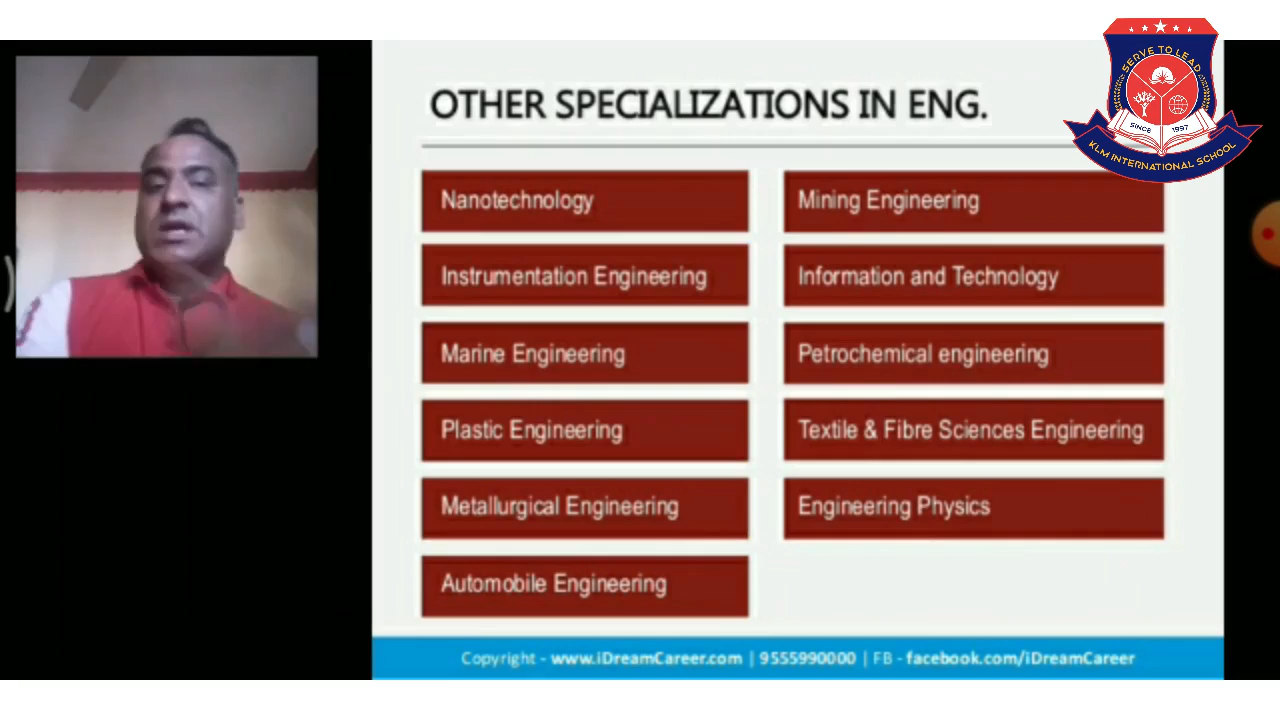 OTHER SPECIALIZATIONS IN ENG.
Nanotechnology
Mining Engineering
Instrumentation Engineering
Information and Technology
Marine Engineering
Petrochemical engineering
Plastic Engineering
Textile & Fibre Sciences Engineering
Metallurgical Engineering
Engineering Physics
Automobile Engineering
Copyright - www.iDreamCareer.com | 9555990000 | FB - facebook.com/iDreamCareer
SERVE TO LEAD
SINCE 1997
KLM INTERNATIONAL SCHOOL